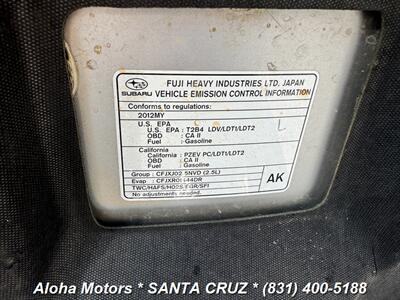 SUBARU
FUJI HEAVY INDUSTRIES LTD. JAPAN
VEHICLE EMISSION CONTROL INFORMATION
Conforms to regulations:
2012MY
U.S. EPA
U.S. EPA : T2B4 LDV/LDT1/LDT2
OBD : CA II
Fuel : Gasoline
California
California : PZEV PC/LDT1/LDT2
OBD : CA II
Fuel : Gasoline
Group : CFJXJ02.5NVD (2.5L)
Evap :
TWC/HAFS/HO2S/EGR/SFI
No adjustments needed.
AK
Aloha Motors * SANTA CRUZ * (831) 400-5188